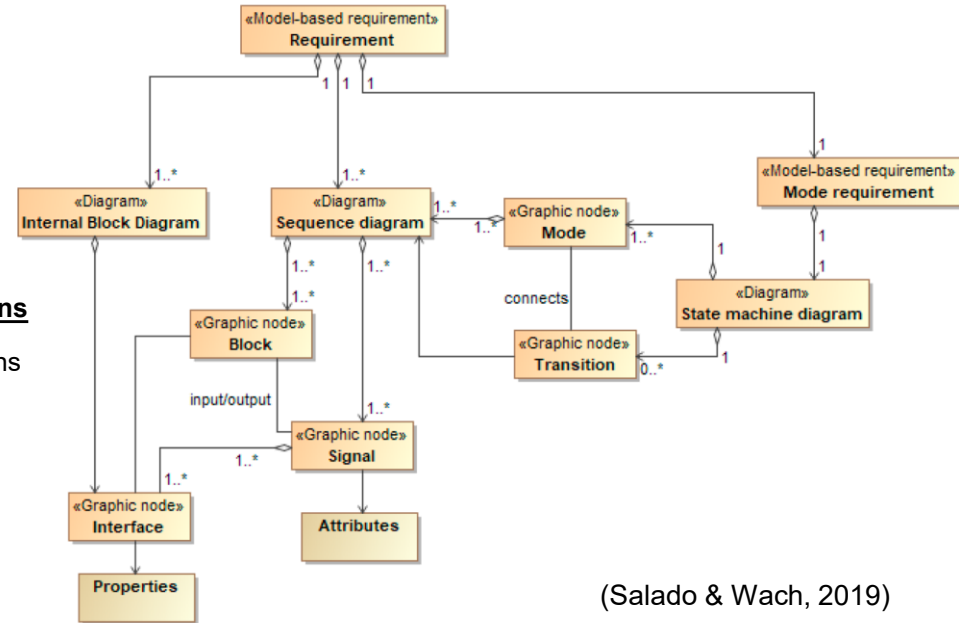 «Model-based requirement»
Requirement
1
1
1
1..*
1..*
1
«Diagram»
Internal Block Diagram
«Diagram»
Sequence diagram
1..*
1..*
«Graphic node»
Mode
1..*
1
«Model-based requirement»
Mode requirement
1
1
1..*
1..*
1..*
1..*
connects
«Diagram»
State machine diagram
ns
ns
«Graphic node»
Block
«Graphic node»
Transition
0..*
1
input/output
«Graphic node»
Signal
1..*
1..*
«Graphic node»
Interface
Attributes
Properties
(Salado & Wach, 2019)